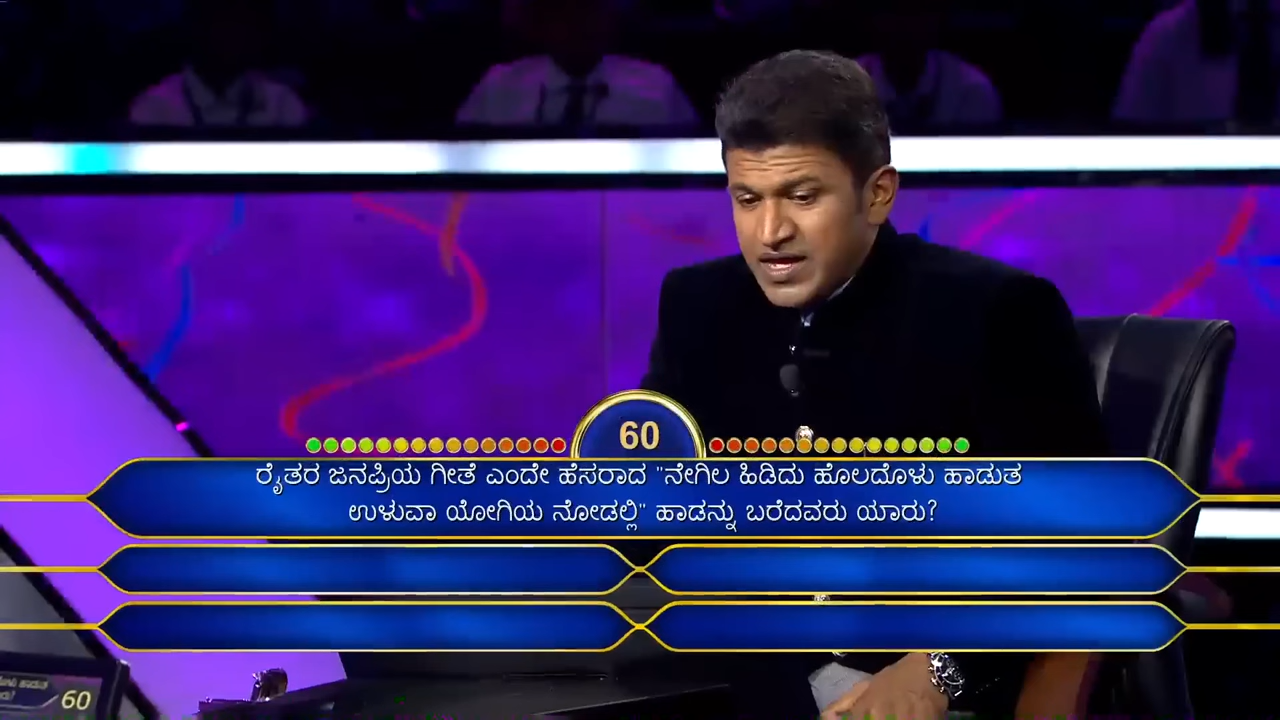 60
ರೈತರ ಜನಪ್ರಿಯ ಗೀತೆ ಎಂದೇ ಹೆಸರಾದ "ನೇಗಿಲ ಹಿಡಿದು ಹೊಲದೊಳು ಹಾಡುತ
ಉಳುವಾ ಯೋಗಿಯ ನೋಡಲ್ಲಿ" ಹಾಡನ್ನು ಬರೆದವರು ಯಾರು?
ಹಾಡುತ
60